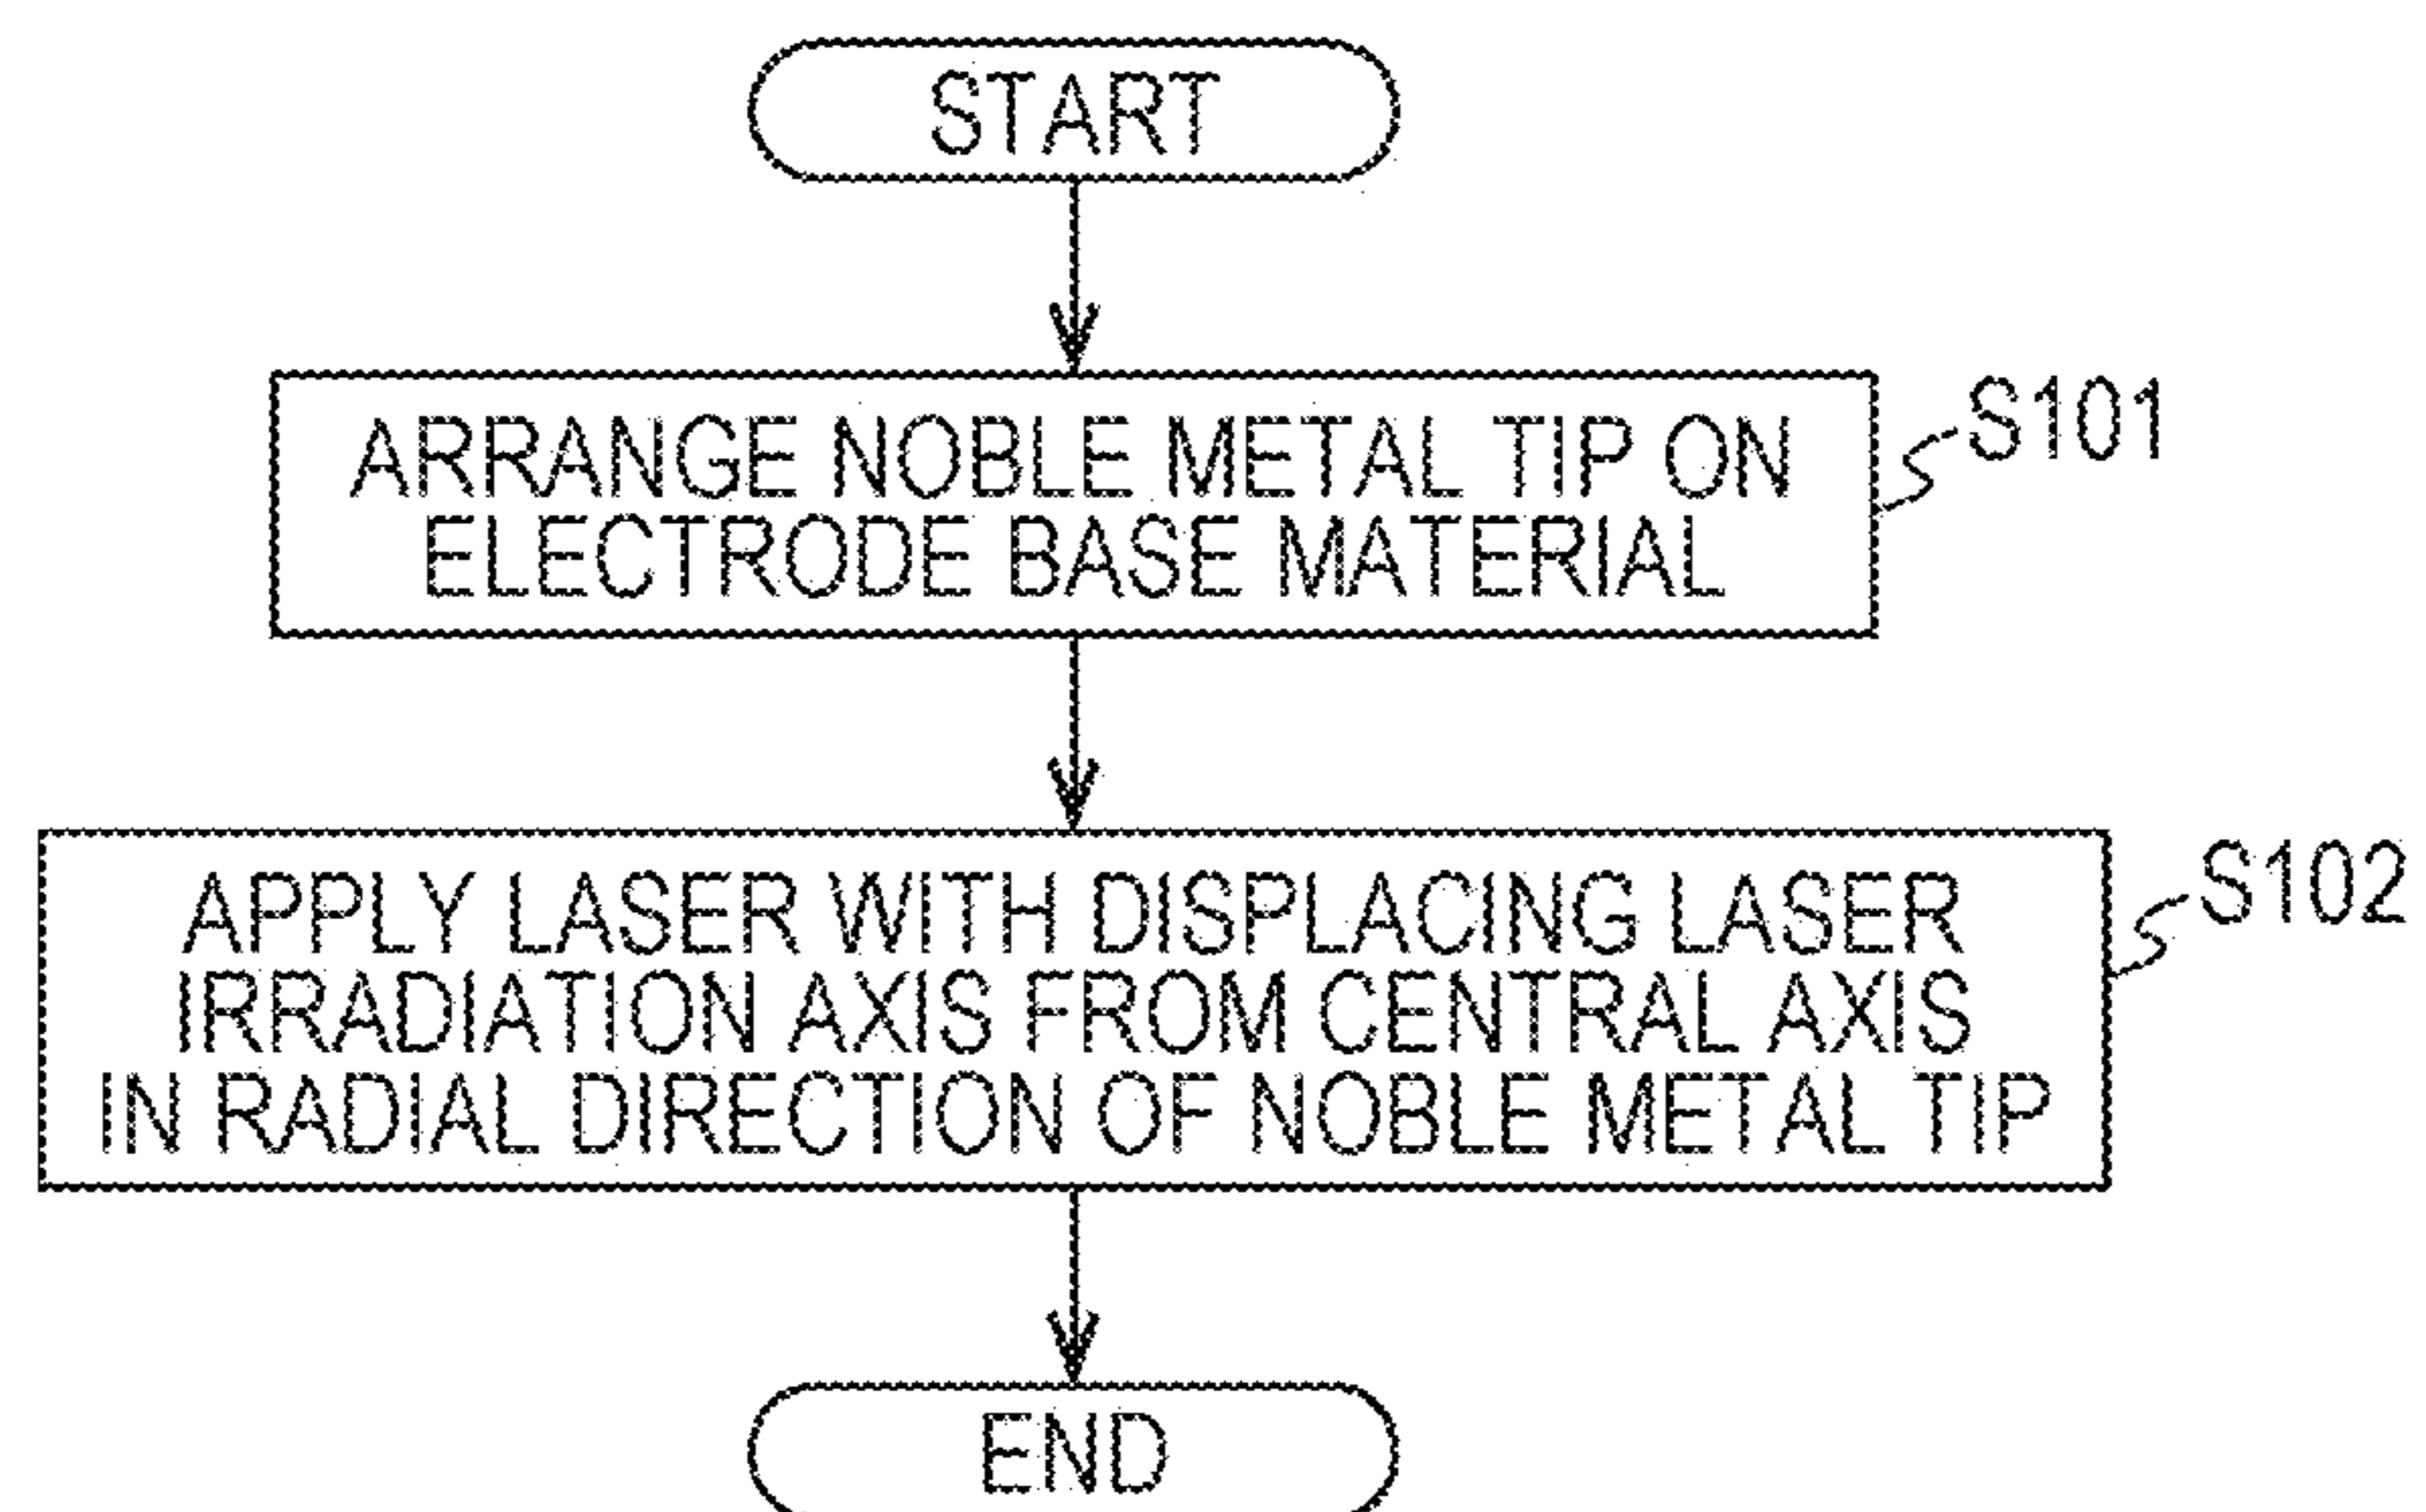 START
ARRANGE NOBLE METAL TIP ON
ELECTRODE BASE MATERIAL
S101
APPLY LASER WITH DISPLACING LASER
IRRADIATION AXIS FROM CENTRAL AXIS
IN RADIAL DIRECTION OF NOBLE METAL TIP
S102
END